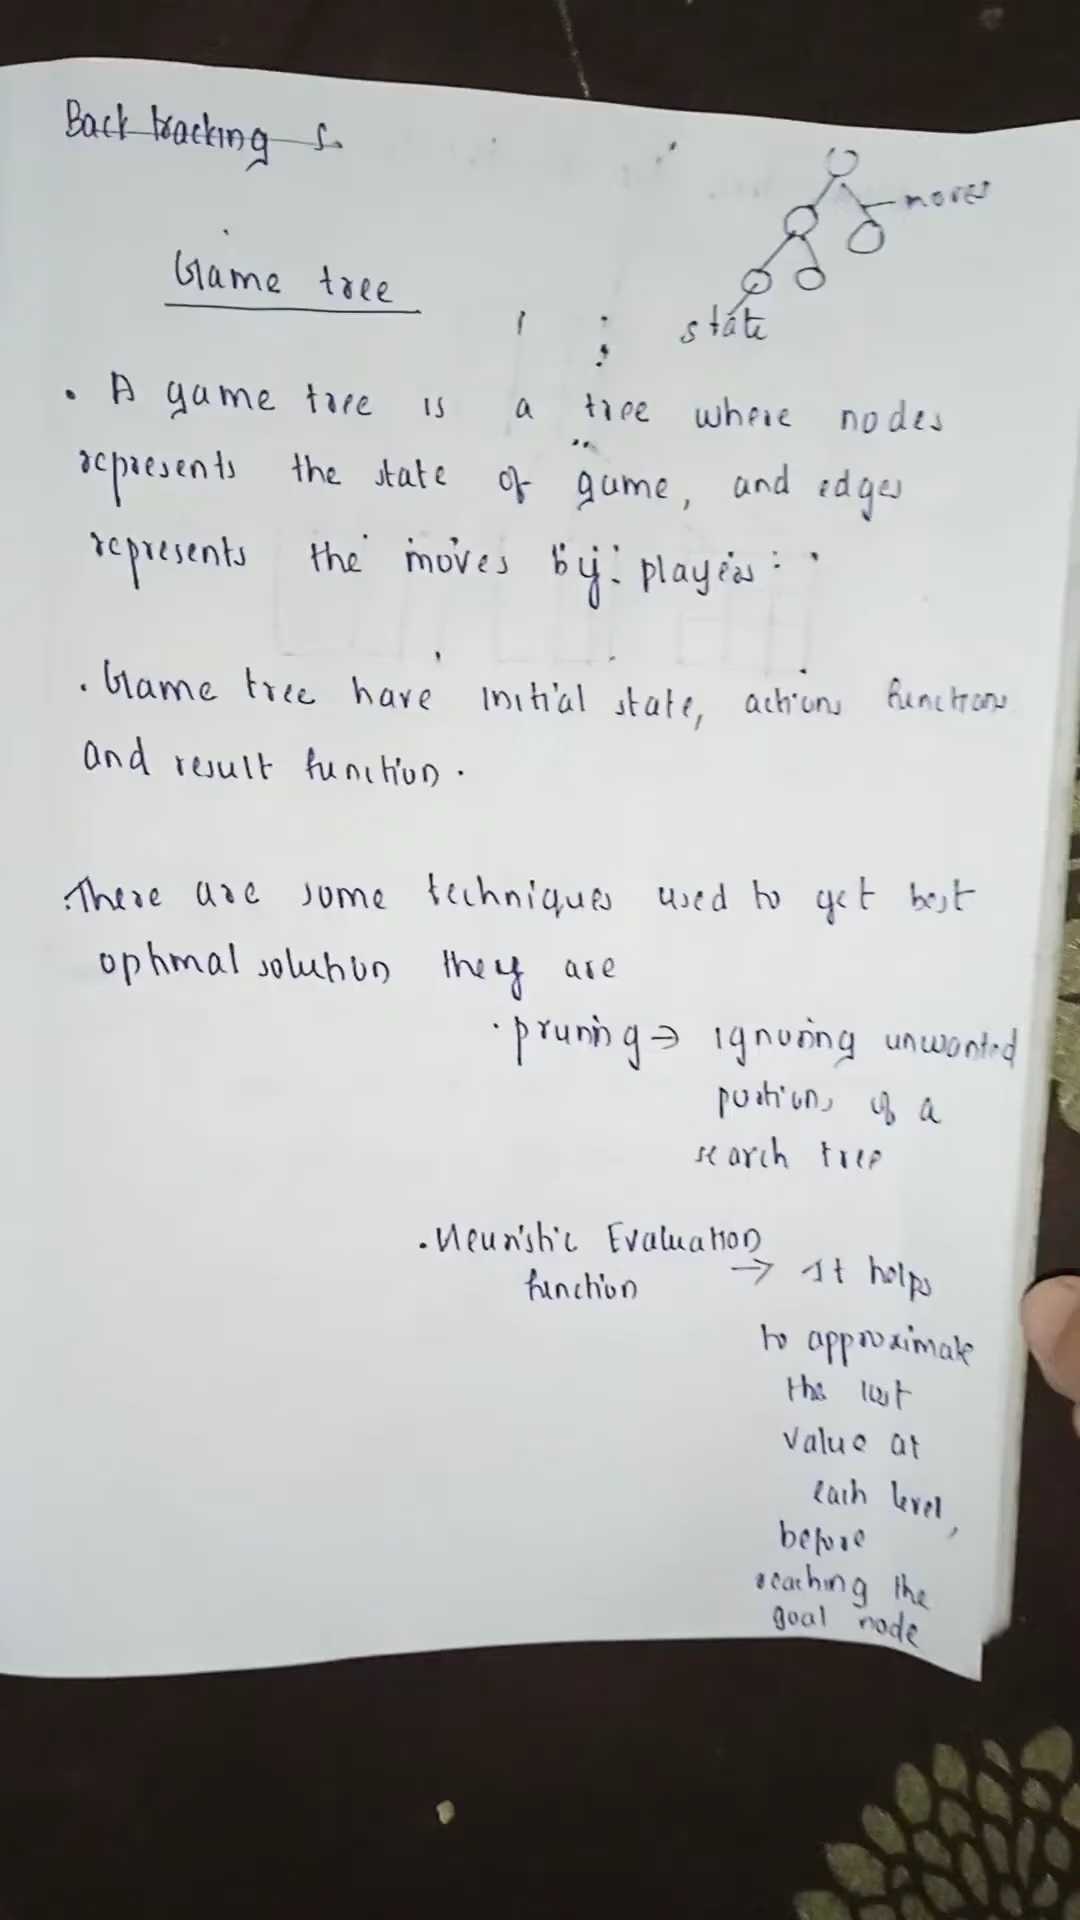 Back tracking
moves
Game tree
state
. A game tree is a tree where nodes
represents the state of game, and edges
represents the moves by players
. Game tree have initial state, actions function
and result function.
.There are some techniques used to get best
optimal solution they are
. pruning → ignoring unwanted
portions of a
search tree
. Heuristic Evaluation
function → It helps
to approximate
the cost
value at
each level,
before
reaching the
goal node